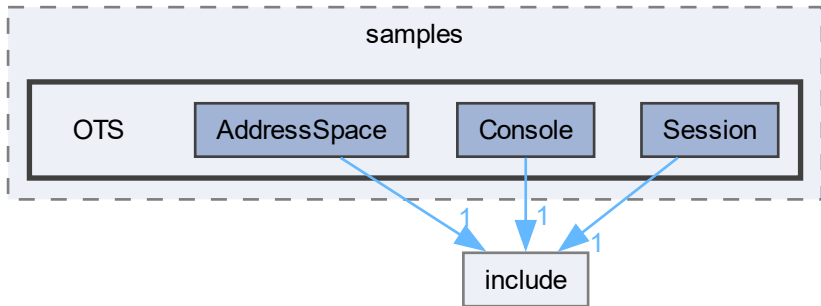 samples
OTS
AddressSpace
Console
Session
1
1
1
include